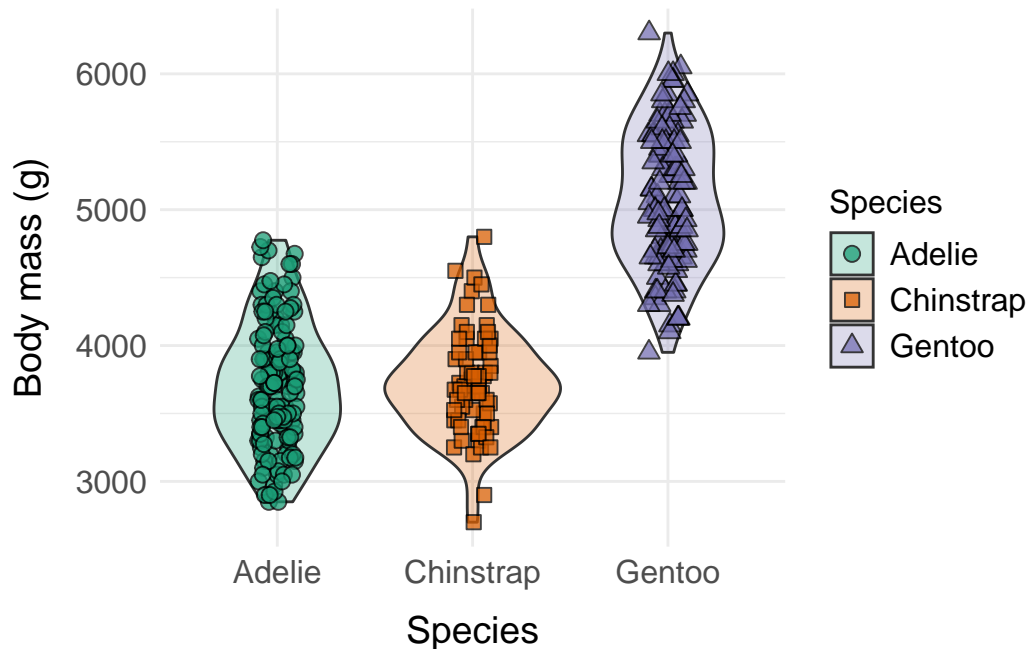 6000
5000
4000
3000
Body mass (g)
Adelie
Chinstrap
Gentoo
Species
Species
Adelie
Chinstrap
Gentoo